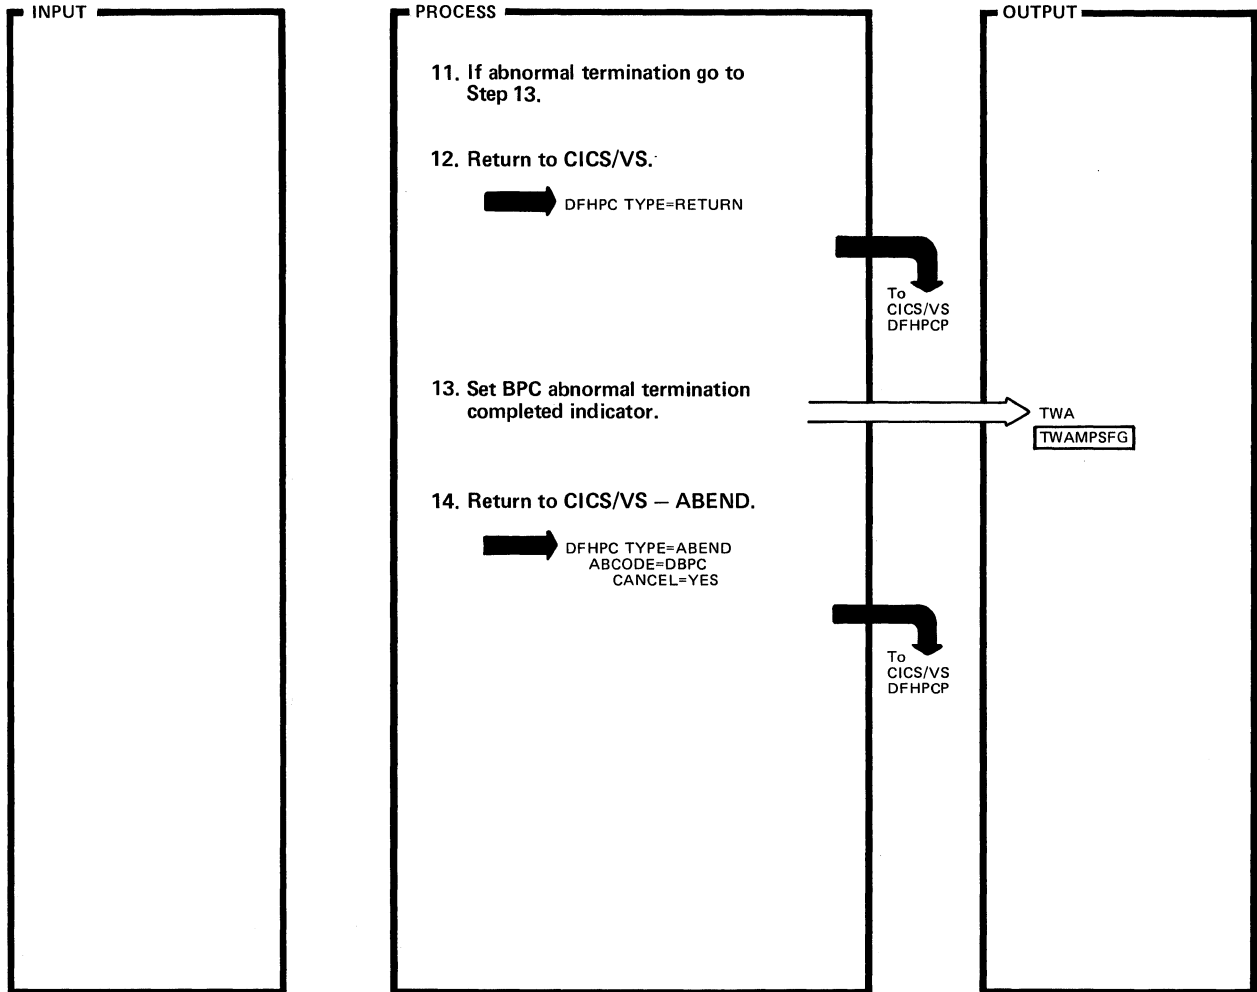 INPUT
PROCESS
OUTPUT
11. If abnormal termination go to
Step 13.
12. Return to CICS/VS.
DFHPC TYPE=RETURN
To
CICS/VS
DFHPCP
13. Set BPC abnormal termination
completed indicator.
TWA
TWAMPSFG
14. Return to CICS/VS — ABEND.
DFHPC TYPE=ABEND
ABCODE=DBPC
CANCEL=YES
To
CICS/VS
DFHPCP